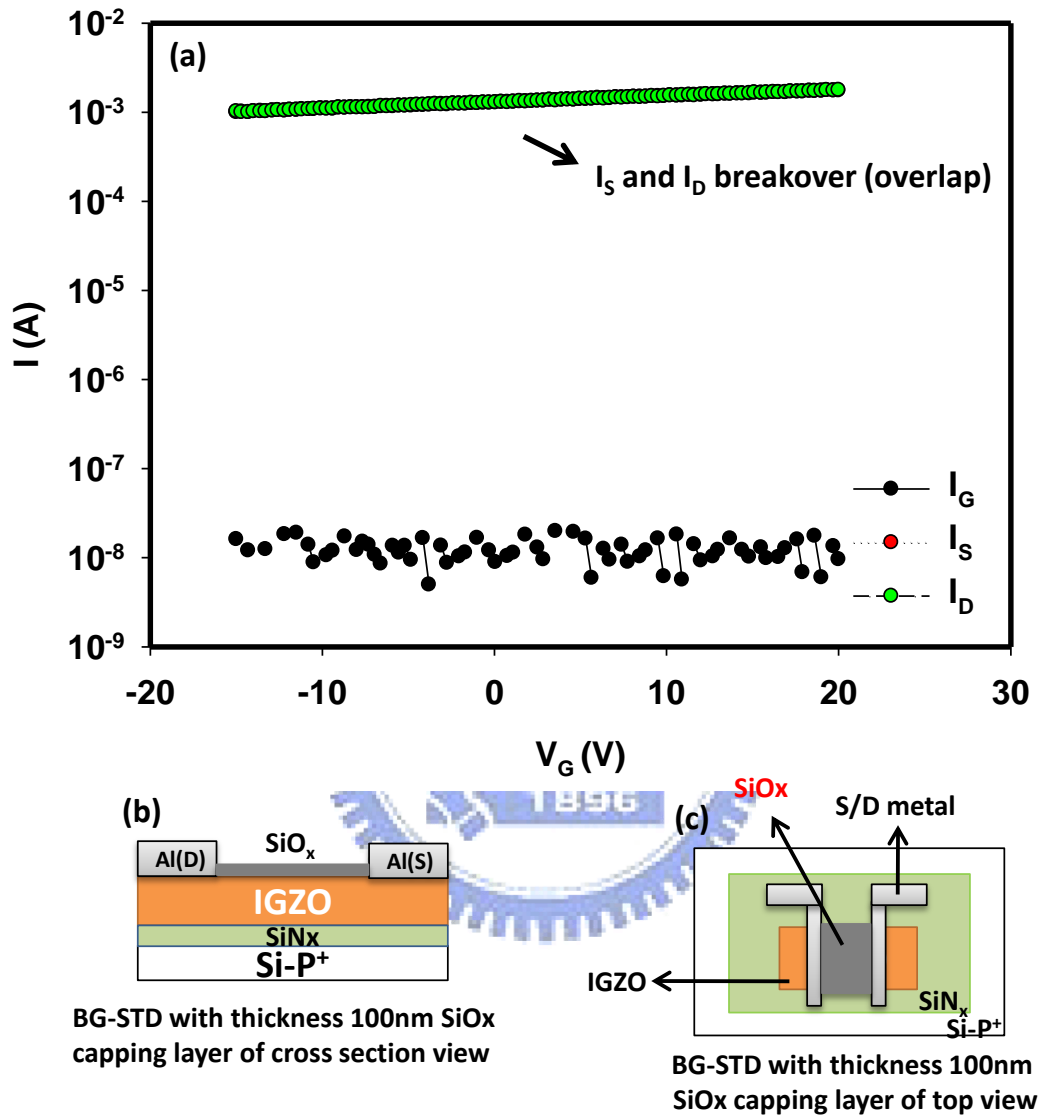 (a)
10-2
10-3
10-4
10-5
10-6
10-7
10-8
10-9
I (A)
IS and ID breakover (overlap)
IG
IS
ID
-20
-10
0
10
20
30
VG (V)
(b)
SiOx
Al(D)
Al(S)
IGZO
SiNx
Si-P+
BG-STD with thickness 100nm SiOx
capping layer of cross section view
1896
(c)
SiOx
S/D metal
IGZO
SiNx
Si-P+
BG-STD with thickness 100nm
SiOx capping layer of top view